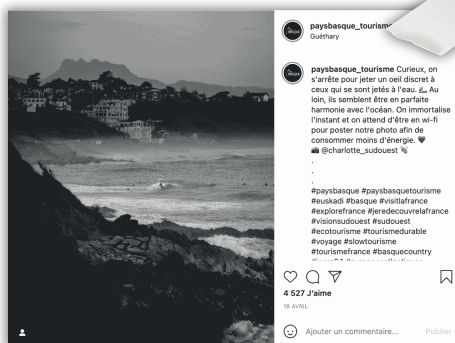 paysbasque_tourisme
Guéthary
paysbasque_tourisme Curieux, on
s'arrête pour jeter un oeil discret à
ceux qui se sont jetés à l'eau. Au
loin, ils semblent être en parfaite
harmonie avec l'océan. On immortalise
l'instant et on attend d'être en wi-fi
pour poster notre photo afin de
consommer moins d'énergie.
@charlotte_sudouest
.
.
.
#paysbasque #paysbasquetourisme
#euskadi #basque #visitlafrance
#explorefrance #jeredecouvrelafrance
#visionsudouest #sudouest
#ecotourisme #tourismedurable
#voyage #slowtourisme
#tourismefrance #basquecountry
4 527 J'aime
16 AVRIL
Ajouter un commentaire... Publier